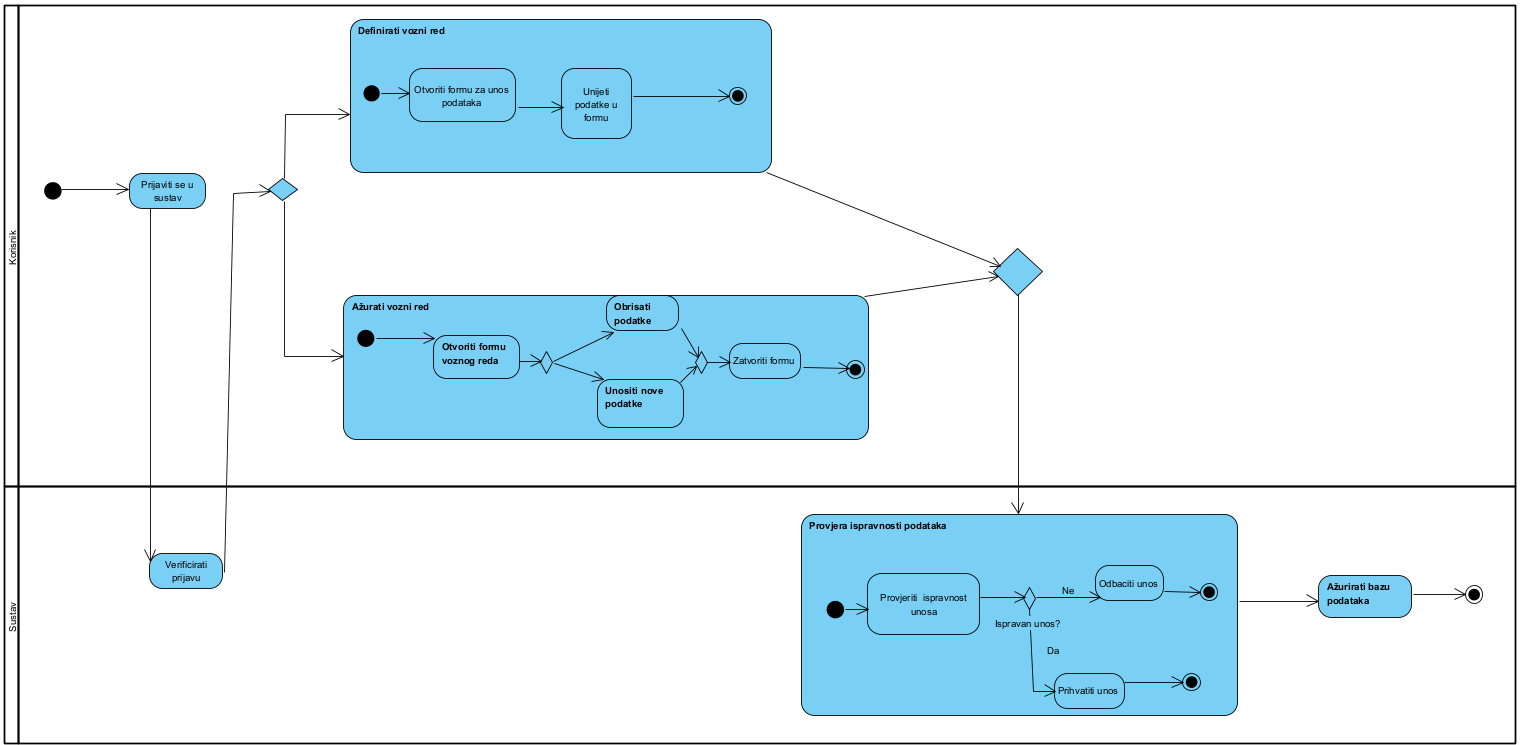 Korisnik
Prijaviti se u
sustav
Definirati vozni red
Otvoriti formu za unos
podataka
Unijeti
podatke u
formu
Ažurati vozni red
Otvoriti formu
voznog reda
Obrisati
podatke
Unositi nove
podatke
Zatvoriti formu
Sustav
Verificirati
prijavu
Provjera ispravnosti podataka
Provjeriti ispravnost
unosa
Ispravan unos?
Ne
Odbaciti unos
Da
Prihvatiti unos
Ažurirati bazu
podataka